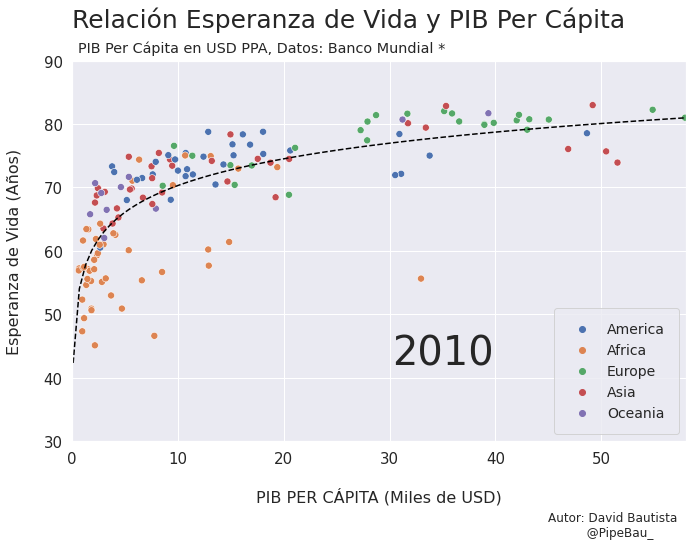 Relación Esperanza de Vida y PIB Per Cápita
PIB Per Cápita en USD PPA, Datos: Banco Mundial *
90
80
70
60
50
40
30
Esperanza de Vida (Años)
2010
America
Africa
Europe
Asia
Oceania
0 10 20 30 40 50
PIB PER CÁPITA (Miles de USD)
Autor: David Bautista
@PipeBau_